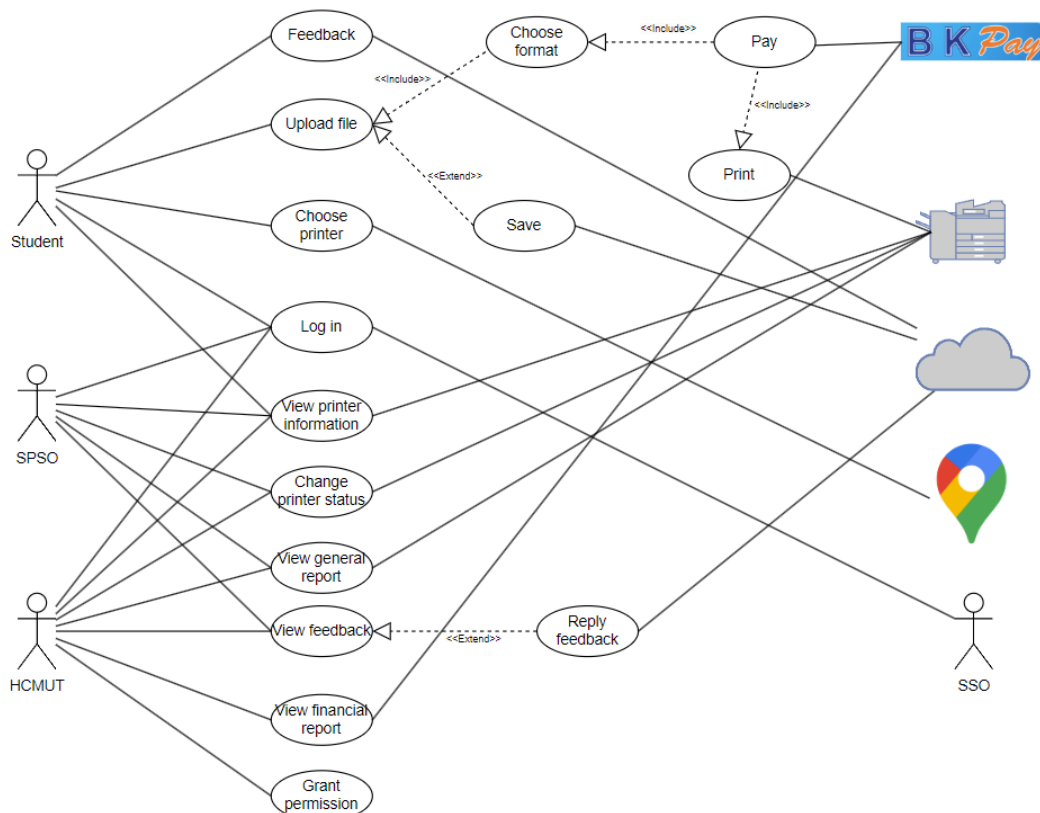 Feedback
Choose
format
<<Include>>
Pay
B K Pay
<<Include>>
<<Include>>
Upload file
<<Extend>>
Print
Student
Choose
printer
Save
Log in
SPSO
View printer
information
Change
printer status
View general
report
View feedback
<<Extend>>
Reply
feedback
HCMUT
SSO
View financial
report
Grant
permission